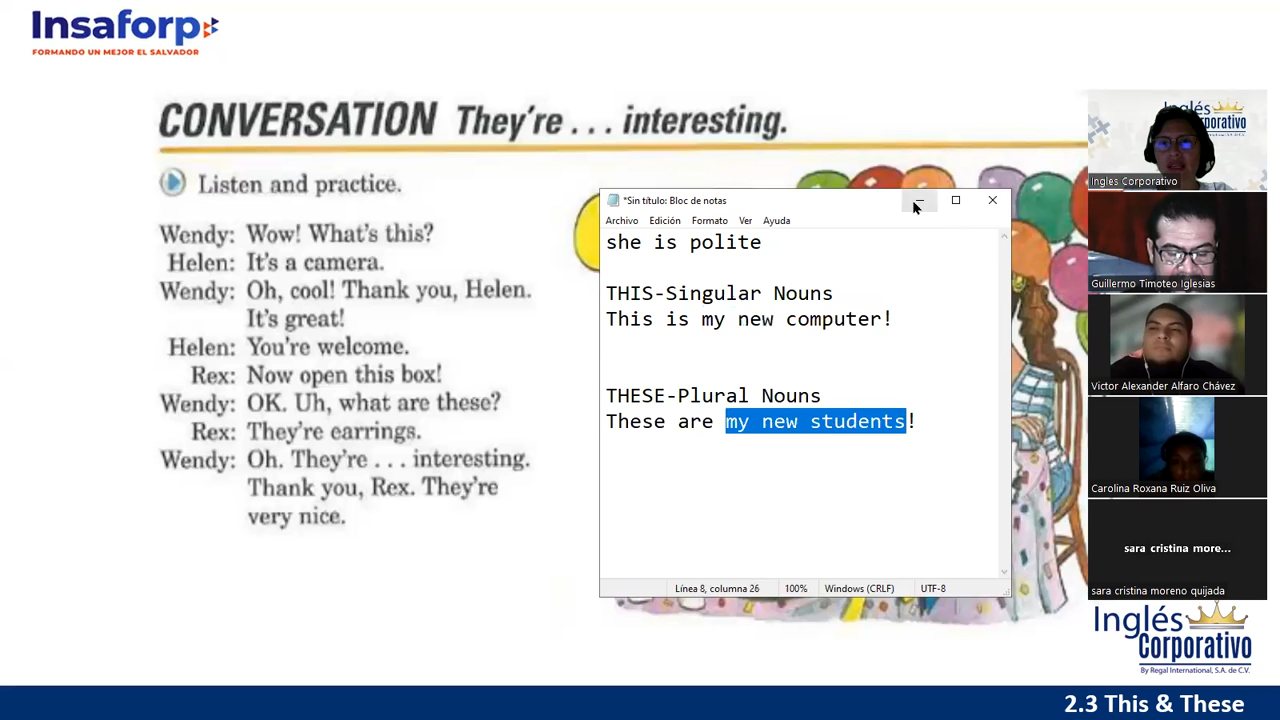 Insaforp
FORMANDO UN MEJOR EL SALVADOR
CONVERSATION They're . . . interesting.
Listen and practice.
Wendy: Wow! What's this?
Helen: It's a camera.
Wendy: Oh, cool! Thank you, Helen.
It's great!
Helen: You're welcome.
Rex: Now open this box!
Wendy: OK. Uh, what are these?
Rex: They're earrings.
Wendy: Oh. They're . . . interesting.
Thank you, Rex. They're
very nice.
*Sin título: Bloc de notas
Archivo Edición Formato Ver Ayuda
she is polite
THIS-Singular Nouns
This is my new computer!
THESE-Plural Nouns
These are my new students!
Línea 8, columna 26 100% Windows (CRLF) UTF-8
Inglés
Corporativo
Guillermo Timoteo Iglesias
Victor Alexander Alfaro Chávez
Carolina Roxana Ruiz Oliva
sara cristina more...
sara cristina moreno quijada
Inglés
Corporativo
By Regal International, S.A. de C.V.
2.3 This & These